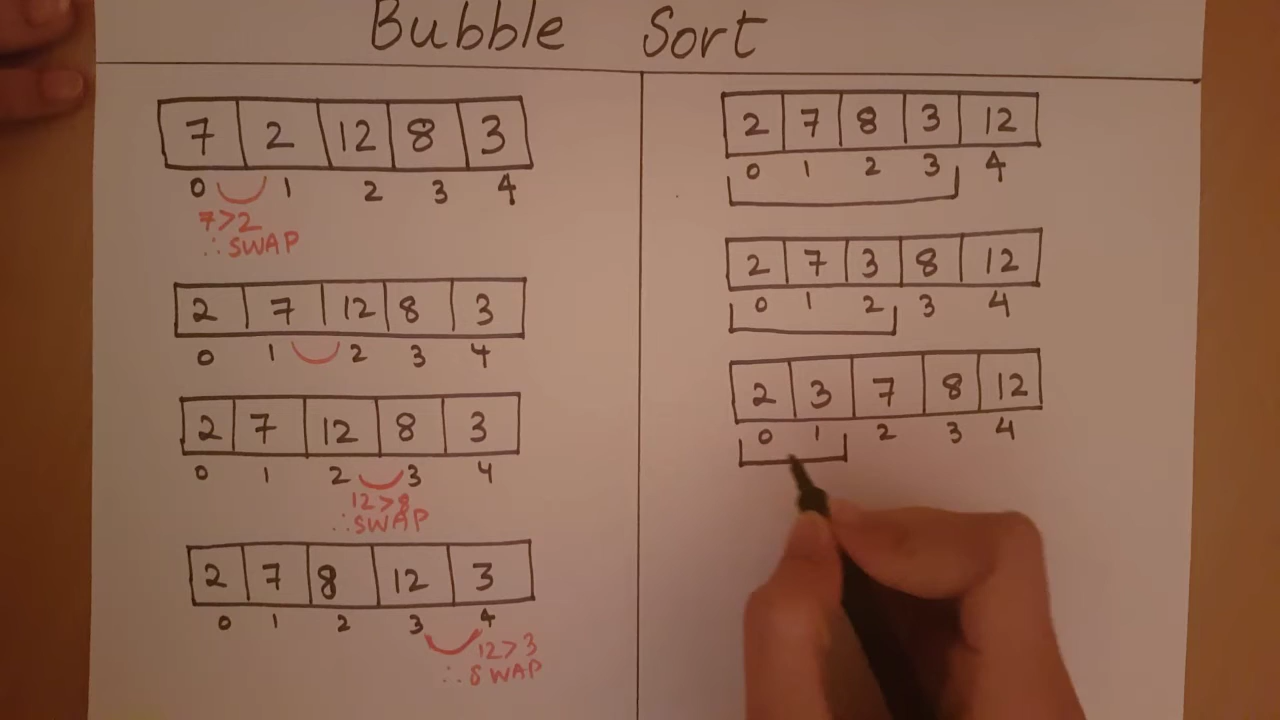 Bubble Sort
7 2 12 8 3
0 1 2 3 4
7>2
∴ SWAP
2 7 12 8 3
0 1 2 3 4
2 7 12 8 3
0 1 2 3 4
12>8
∴ SWAP
2 7 8 12 3
0 1 2 3 4
12>3
∴ SWAP
2 7 8 3 12
0 1 2 3 4
2 7 3 8 12
0 1 2 3 4
2 3 7 8 12
0 1 2 3 4